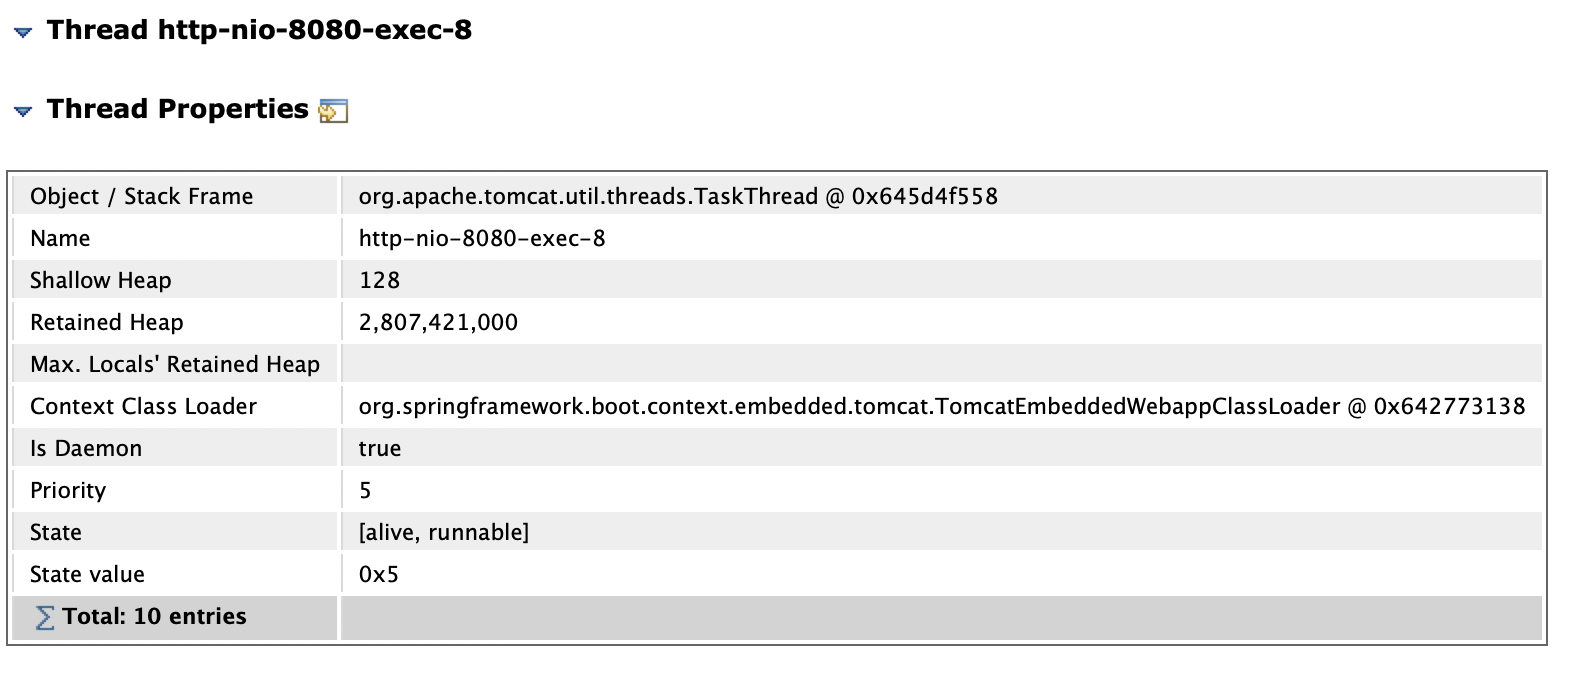 Thread http-nio-8080-exec-8
Thread Properties
Object / Stack Frame org.apache.tomcat.util.threads.TaskThread @ 0x645d4f558
Name http-nio-8080-exec-8
Shallow Heap 128
Retained Heap 2,807,421,000
Max. Locals' Retained Heap
Context Class Loader org.springframework.boot.context.embedded.tomcat.TomcatEmbeddedWebappClassLoader @ 0x642773138
Is Daemon true
Priority 5
State [alive, runnable]
State value 0x5
∑ Total: 10 entries